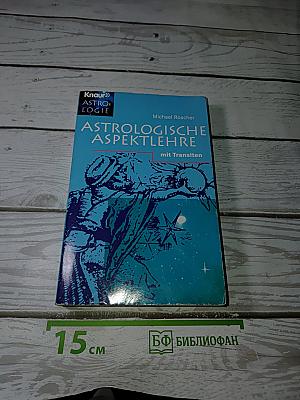 Knaur
ASTRO-
LOGIE
Michael Roscher
ASTROLOGISCHE
ASPEKTLEHRE
mit Transiten
15 см
БФ БИБЛИОФАН